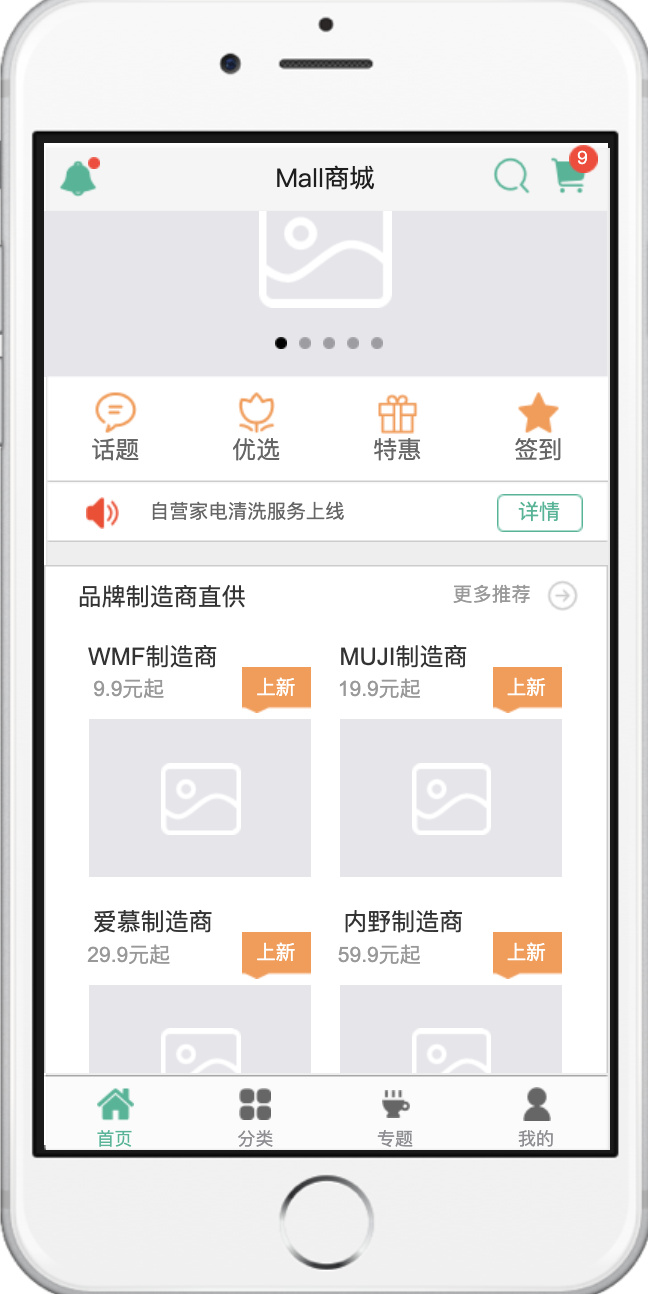 Mall商城
9
话题 优选 特惠 签到
自营家电清洗服务上线 详情
品牌制造商直供 更多推荐
WMF制造商 MUJI制造商
9.9元起 上新 19.9元起 上新
爱慕制造商 内野制造商
29.9元起 上新 59.9元起 上新
首页 分类 专题 我的